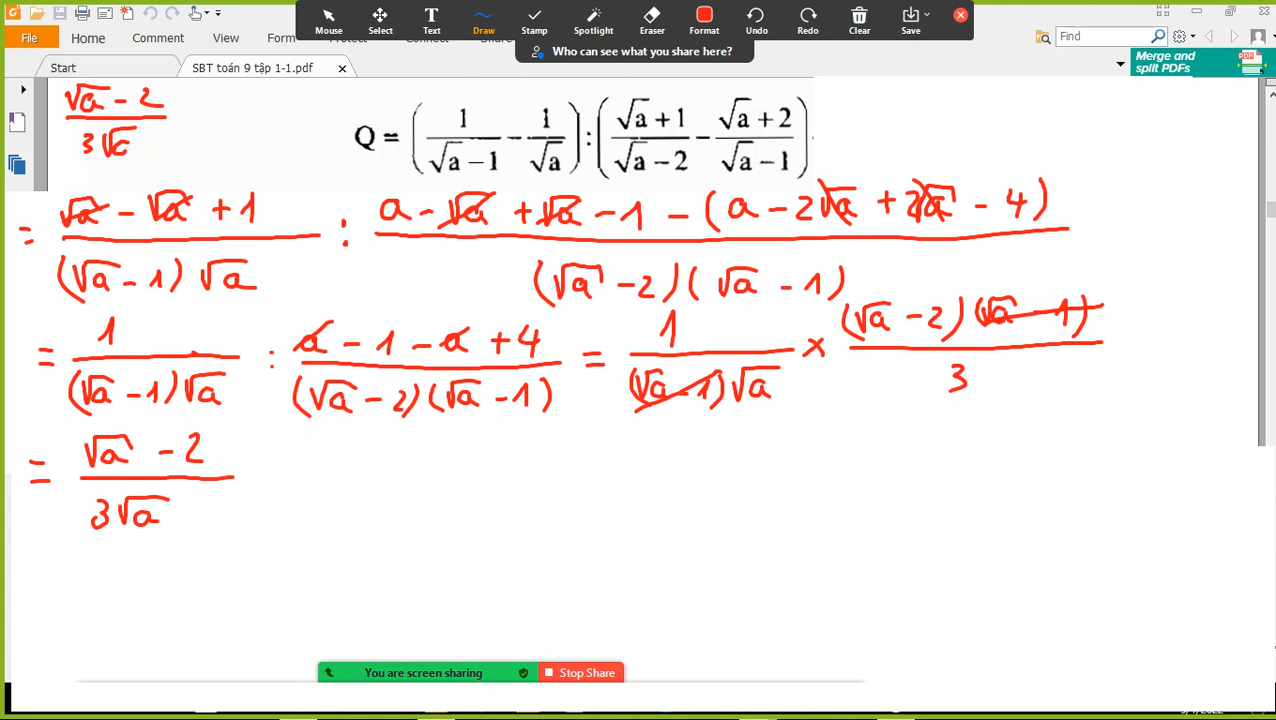 Mouse Select Text Draw Stamp Spotlight Eraser Format Undo Redo Clear Save
Who can see what you share here?
File Home Comment View Form Find
Start SBT toán 9 tập 1-1.pdf Merge and split PDFs
(√a - 2)/(3√a)
Q = (1/(√a - 1) - 1/√a) : ((√a + 1)/(√a - 2) - (√a + 2)/(√a - 1))
= (√a - √a + 1)/((√a - 1)√a) : (a - √a + √a - 1 - (a - 2√a + 2√a - 4))/((√a - 2)(√a - 1))
= 1/((√a - 1)√a) : (a - 1 - a + 4)/((√a - 2)(√a - 1)) = 1/((√a - 1)√a) × ((√a - 2)(√a - 1))/3
= (√a - 2)/(3√a)
You are screen sharing Stop Share